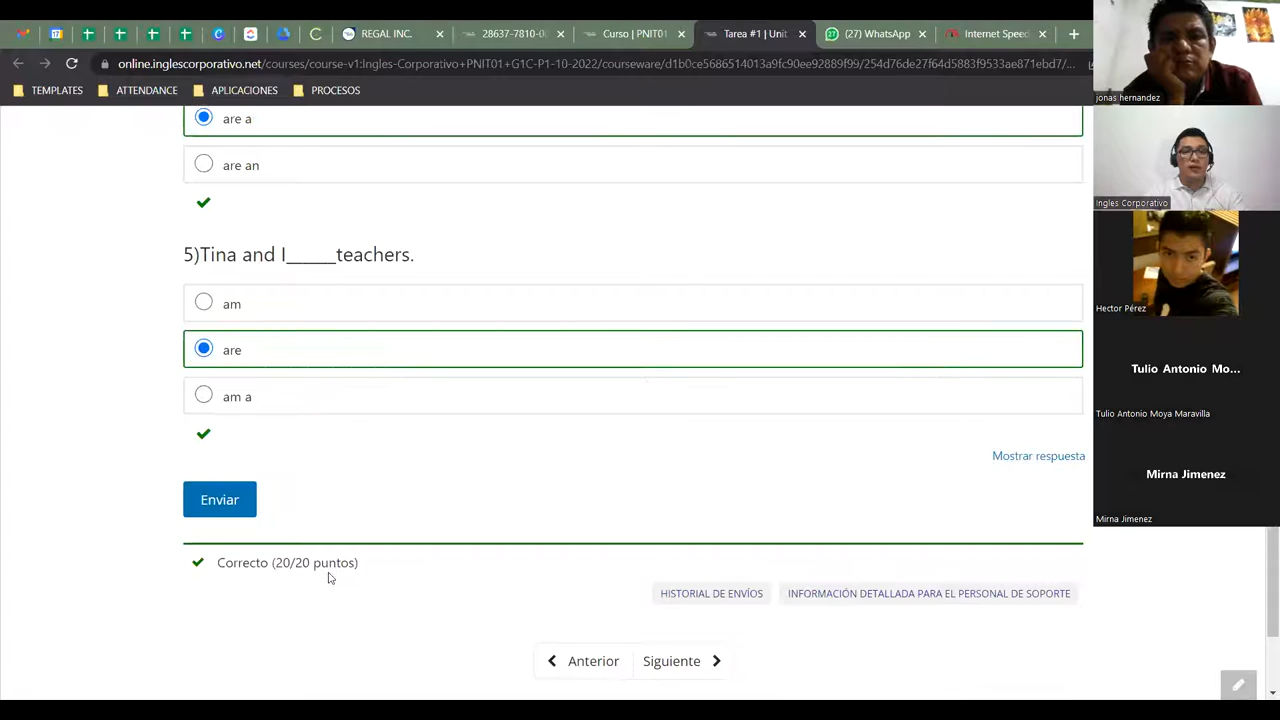 REGAL INC.
28637-7810-0
Curso | PNIT01
Tarea #1 | Unit
(27) WhatsApp
Internet Speed
online.inglescorporativo.net/courses/course-v1:Ingles-Corporativo+PNIT01+G1C-P1-10-2022/courseware/d1b0ce5686514013a9fc90ee92889f99/254d76de27f64d5883f9533ae871ebd7/...
TEMPLATES
ATTENDANCE
APLICACIONES
PROCESOS
are a
are an
5)Tina and I______teachers.
am
are
am a
Mostrar respuesta
Enviar
Correcto (20/20 puntos)
HISTORIAL DE ENVÍOS
INFORMACIÓN DETALLADA PARA EL PERSONAL DE SOPORTE
Anterior
Siguiente
jonas hernandez
Ingles Corporativo
Hector Pérez
Tulio Antonio Mo...
Tulio Antonio Moya Maravilla
Mirna Jimenez
Mirna Jimenez